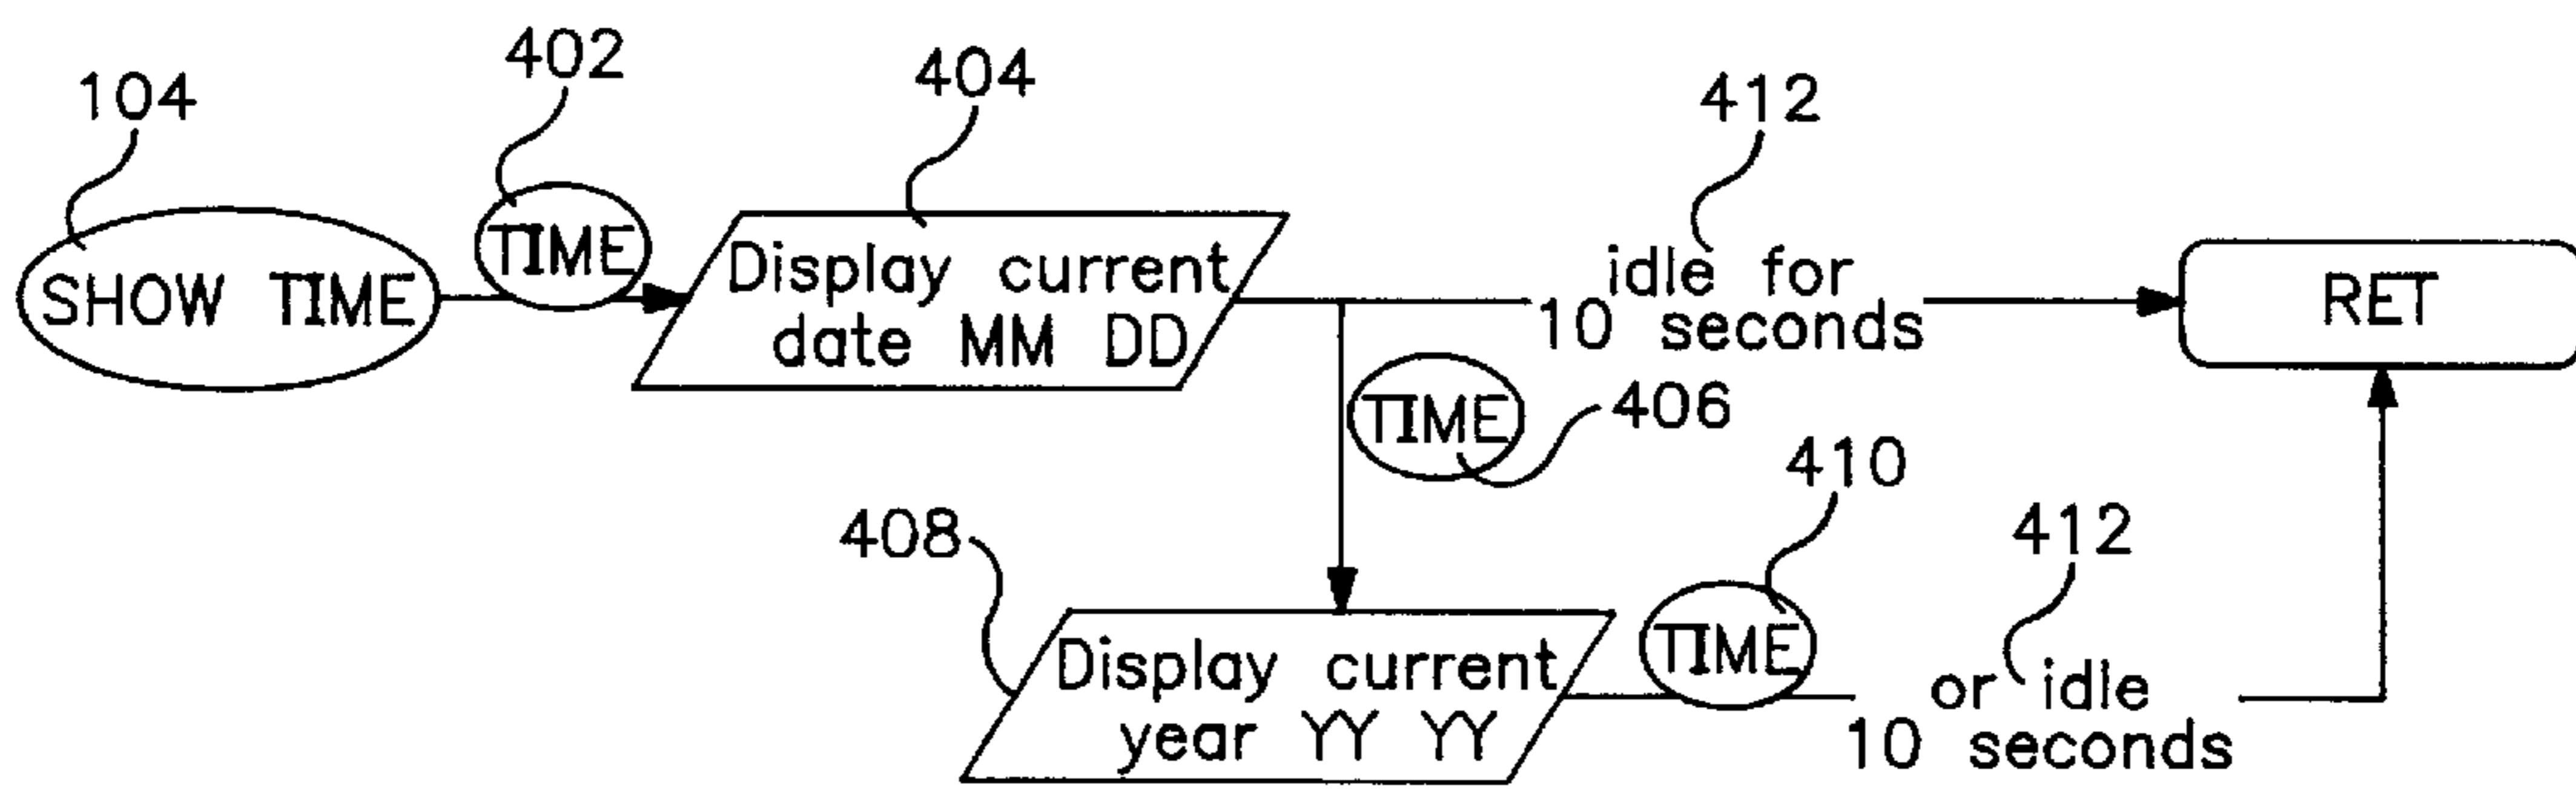 402
404
104
412
TIME
SHOW TIME
Display current
date MM DD
idle for
10 seconds
RET
TIME
406
410
408
412
TIME
Display current
year YY YY
or idle
10 seconds